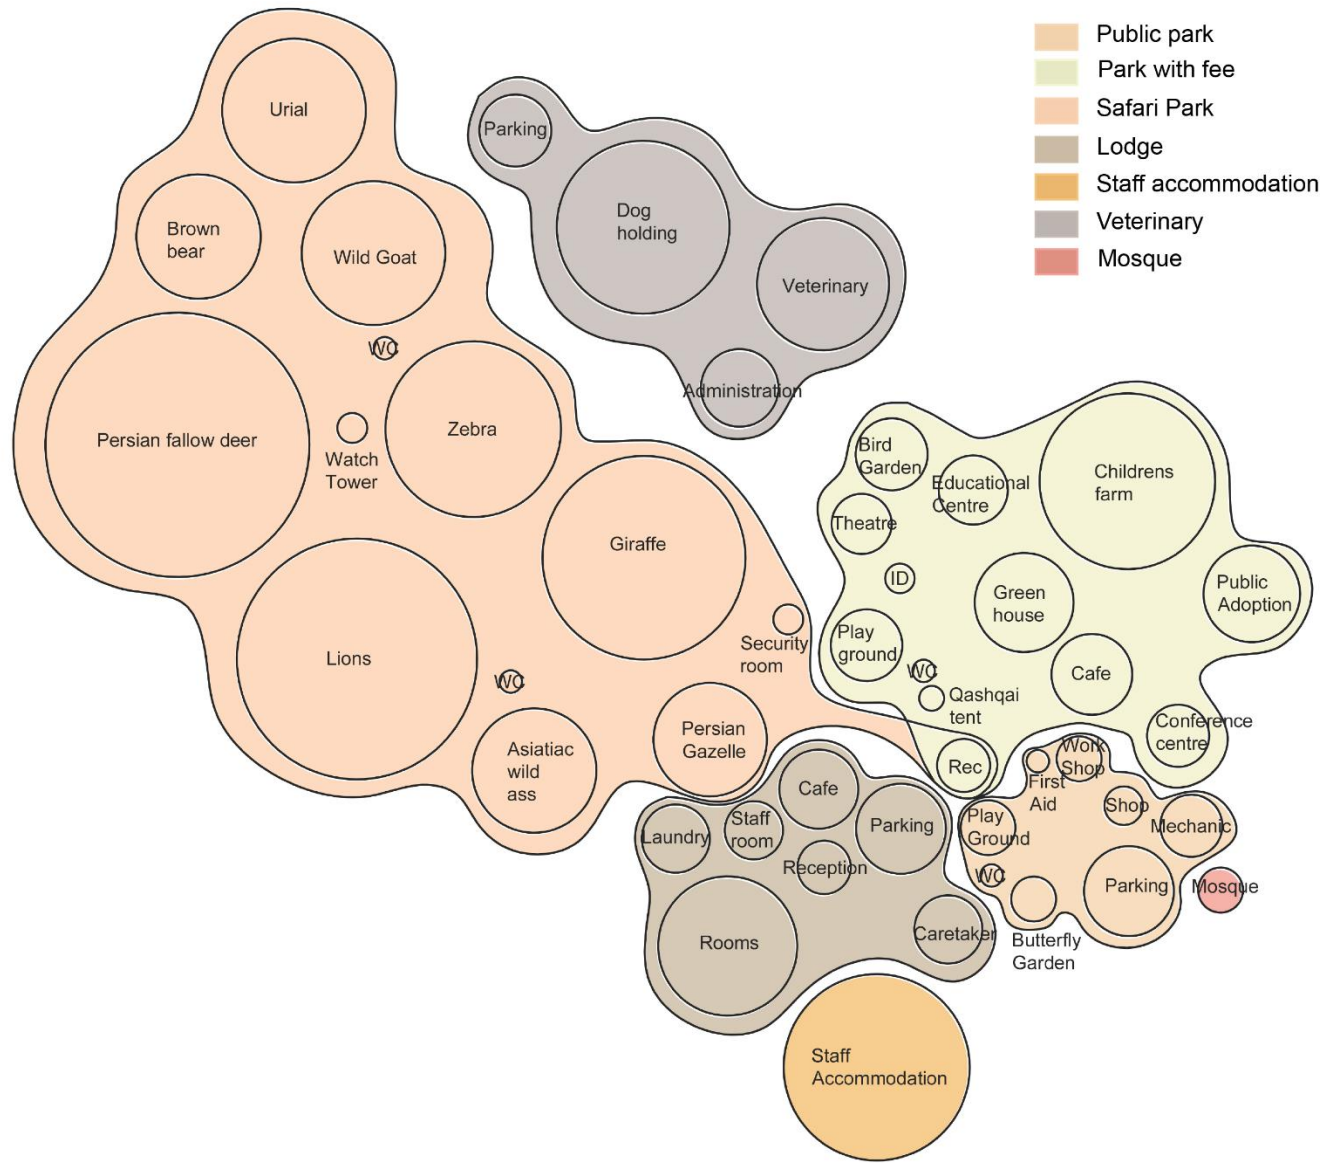 Public park
Park with fee
Safari Park
Lodge
Staff accommodation
Veterinary
Mosque
Urial
Brown
bear
Wild Goat
WC
Persian fallow deer
Watch
Tower
Zebra
Giraffe
Lions
WC
Security
room
Asiatiac
wild
ass
Persian
Gazelle
Parking
Dog
holding
Veterinary
Administration
Bird
Garden
Educational
Centre
Childrens
farm
Theatre
ID
Green
house
Public
Adoption
Play
ground
WC
Qashqai
tent
Cafe
Conference
centre
Rec
Cafe
Laundry
Staff
room
Parking
Reception
Rooms
Caretaker
Work
Shop
First
Aid
Shop
Play
Ground
Mechanic
WC
Parking
Butterfly
Garden
Mosque
Staff
Accommodation